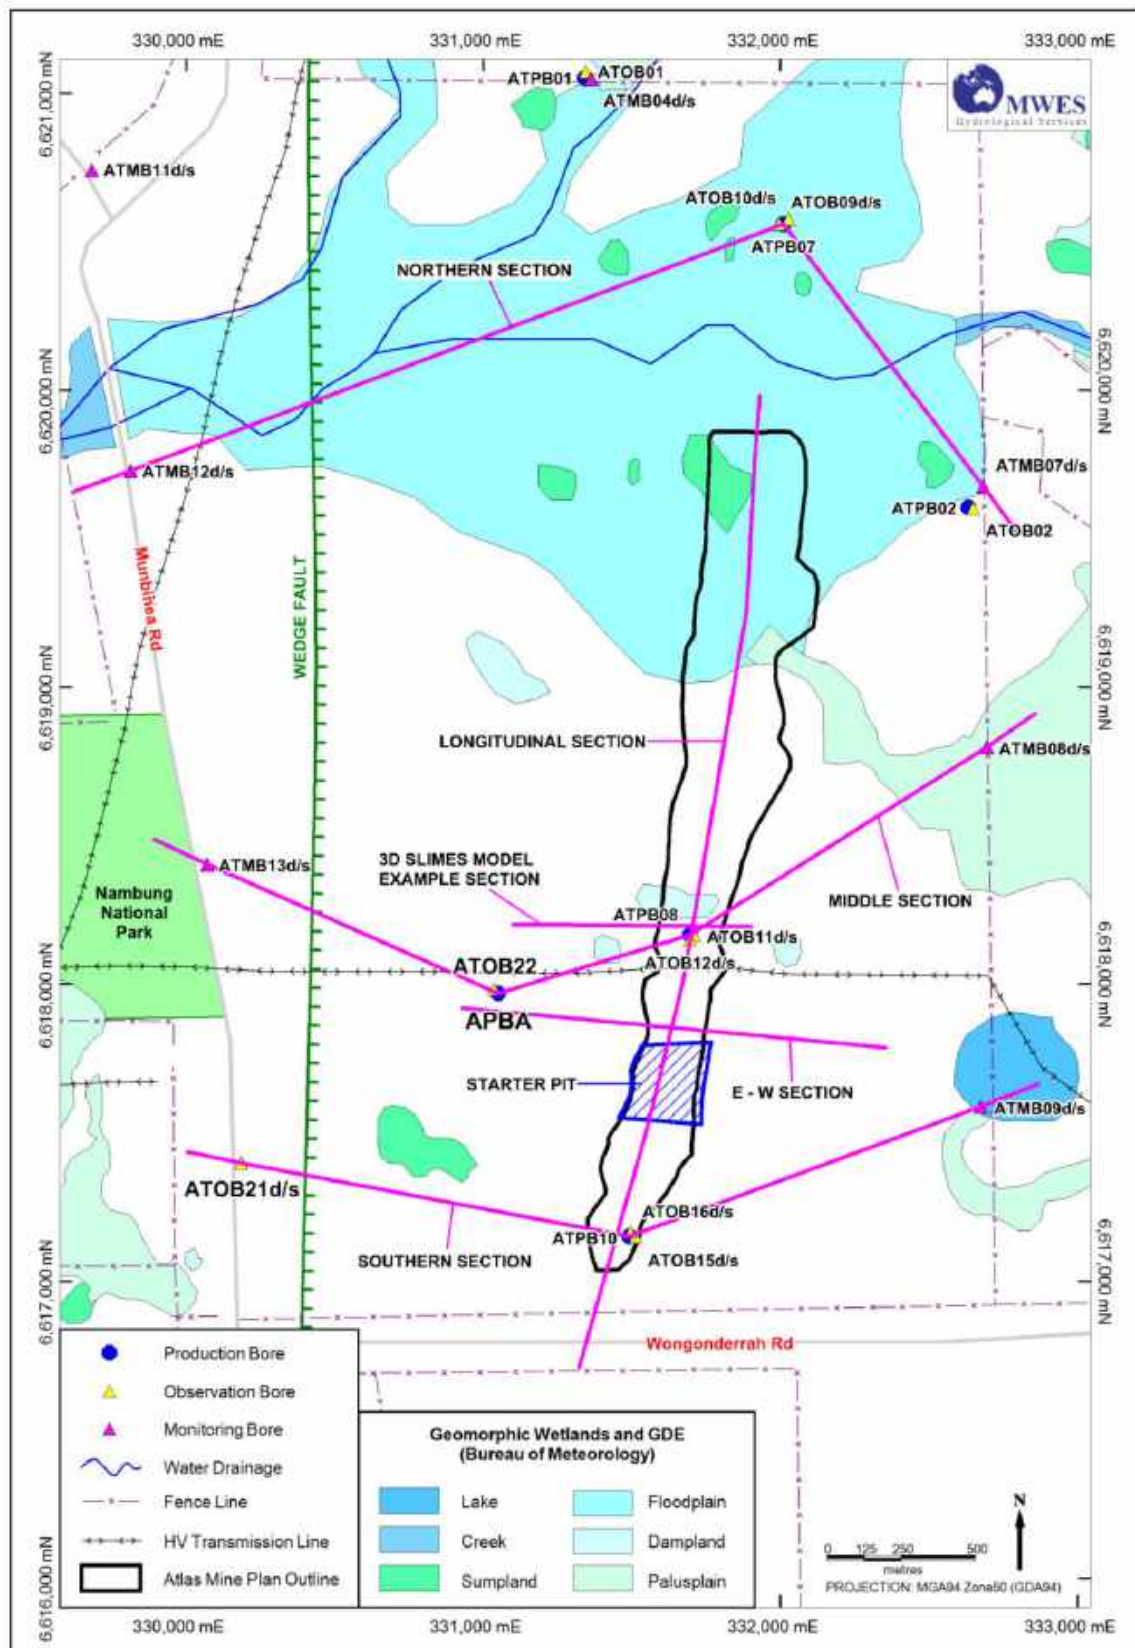 330,000 mE
331,000 mE
332,000 mE
333,000 mE
6,621,000 mN
6,620,000 mN
6,619,000 mN
6,618,000 mN
6,617,000 mN
6,616,000 mN
MWES
Hydrological Services
ATPB01
ATOB01
ATMB04d/s
ATMB11d/s
ATOB10d/s
ATOB09d/s
ATPB07
NORTHERN SECTION
6,620,000 mN
ATMB12d/s
ATMB07d/s
ATPB02
ATOB02
Munbinea Rd
WEDGE FAULT
6,619,000 mN
LONGITUDINAL SECTION
ATMB08d/s
ATMB13d/s
3D SLIMES MODEL
EXAMPLE SECTION
MIDDLE SECTION
Nambung
National
Park
ATPB08
ATOB11d/s
ATOB12d/s
ATOB22
6,618,000 mN
APBA
STARTER PIT
E - W SECTION
ATMB09d/s
ATOB21d/s
ATOB16d/s
ATPB10
ATOB15d/s
SOUTHERN SECTION
6,617,000 mN
Wongonderrah Rd
Production Bore
Observation Bore
Monitoring Bore
Water Drainage
Fence Line
HV Transmission Line
Atlas Mine Plan Outline
Geomorphic Wetlands and GDE
(Bureau of Meteorology)
Lake
Floodplain
Creek
Dampland
Sumpland
Palusplain
N
0 125 250 500
metres
PROJECTION: MGA94 Zone50 (GDA94)
330,000 mE
331,000 mE
332,000 mE
333,000 mE